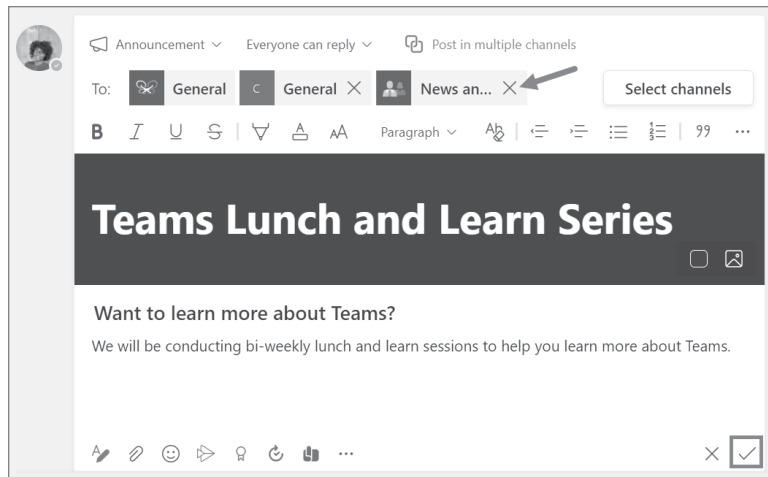 Announcement Everyone can reply Post in multiple channels
To: General C General News an... Select channels
B I U S A AA Paragraph Ab 99 ...
Teams Lunch and Learn Series
Want to learn more about Teams?
We will be conducting bi-weekly lunch and learn sessions to help you learn more about Teams.